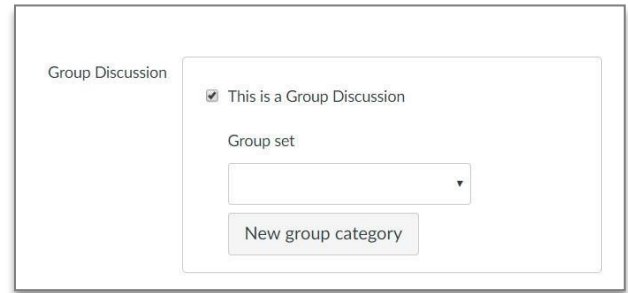 Group Discussion
This is a Group Discussion
Group set
New group category